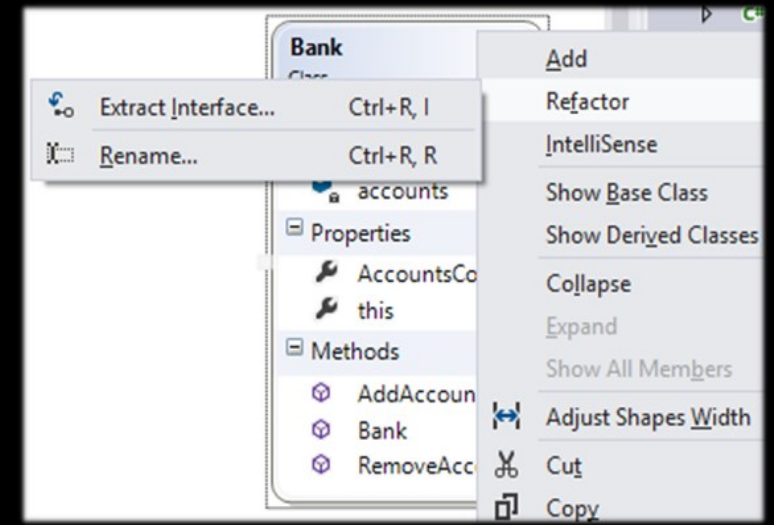 Bank
Class
accounts
Properties
AccountsCo
this
Methods
AddAccoun
Bank
RemoveAcc
Extract Interface... Ctrl+R, I
Rename... Ctrl+R, R
Add
Refactor
IntelliSense
Show Base Class
Show Derived Classes
Collapse
Expand
Show All Members
Adjust Shapes Width
Cut
Copy